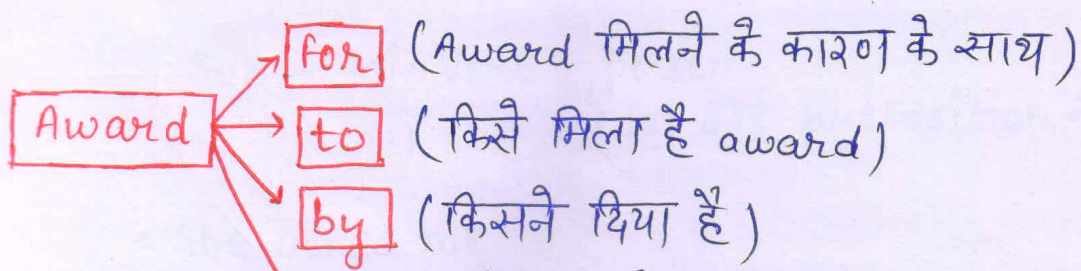 for (Award मिलने के कारण के साथ)
Award to (किसे मिला है award)
by (किसने दिया है)